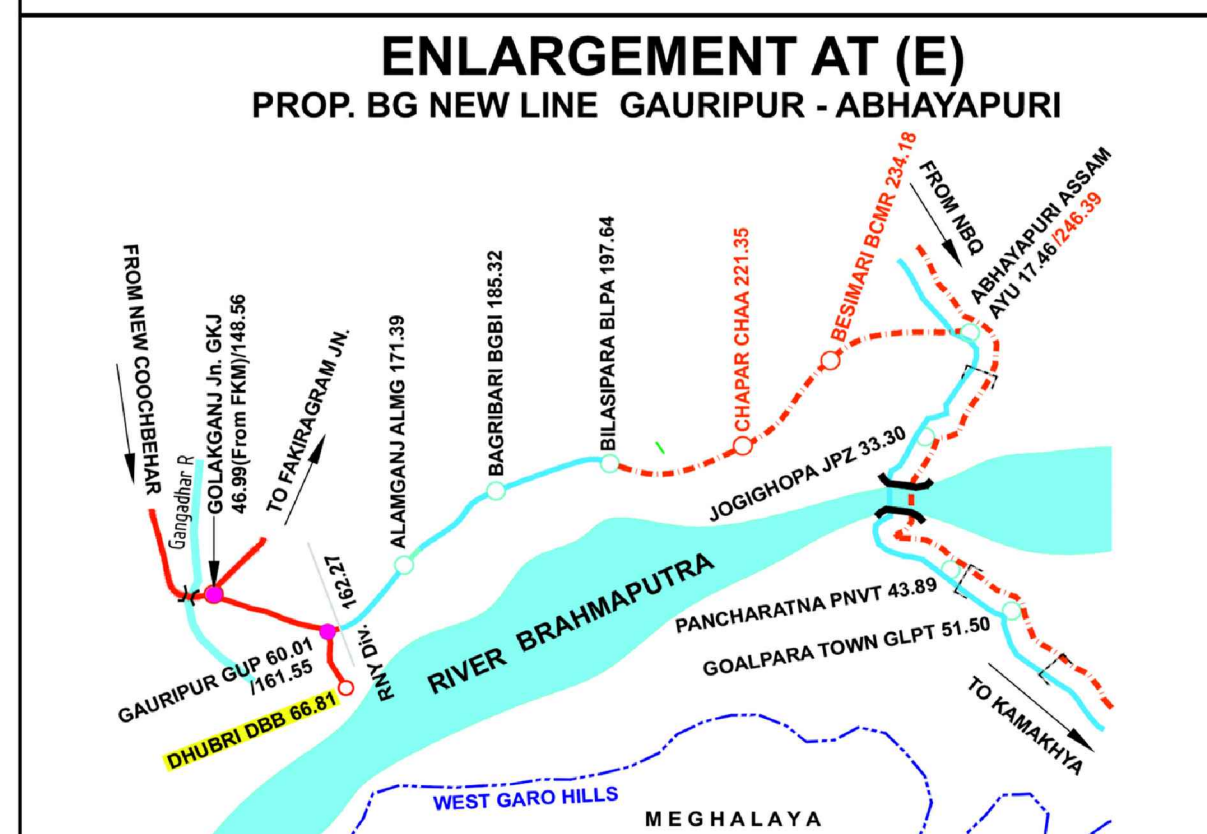 ENLARGEMENT AT (E)
PROP. BG NEW LINE GAURIPUR - ABHAYAPURI
FROM NEW COOCHBEHAR
Gangadhar R
GOLAKGANJ Jn. GKJ
46.99(From FKM)/148.56
TO FAKIRAGRAM JN.
RNY Div. 162.27
ALAMGANJ ALMG 171.39
BAGRIBARI BGBI 185.32
BILASIPARA BLPA 197.64
CHAPAR CHAA 221.35
BESIMARI BCMR 234.18
FROM NBQ
ABHAYAPURI ASSAM
AYU 17.46 /246.39
JOGIGHOPA JPZ 33.30
GAURIPUR GUP 60.01
/161.55
DHUBRI DBB 66.81
RIVER BRAHMAPUTRA
PANCHARATNA PNVT 43.89
GOALPARA TOWN GLPT 51.50
TO KAMAKHYA
WEST GARO HILLS
MEGHALAYA